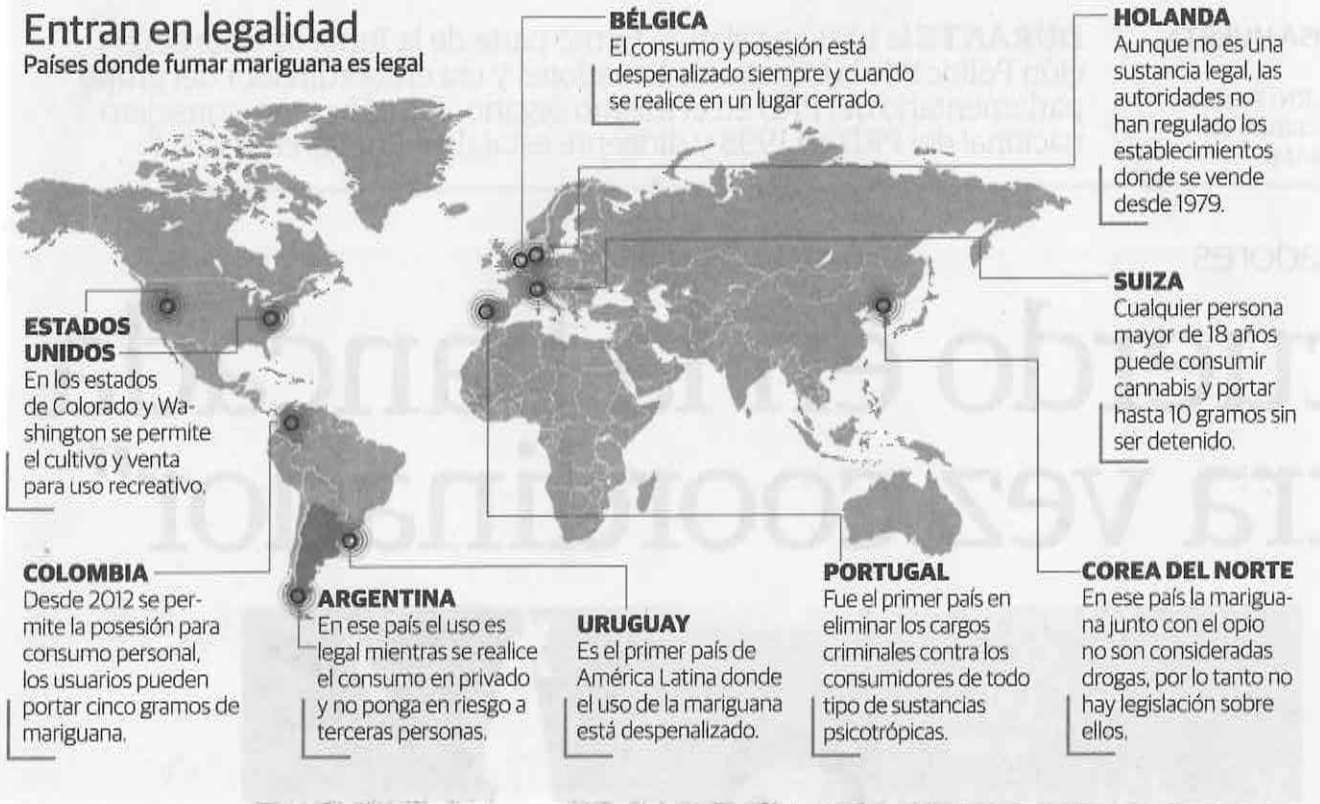 Entran en legalidad
Países donde fumar mariguana es legal
BÉLGICA
El consumo y posesión está
despenalizado siempre y cuando
se realice en un lugar cerrado.
HOLANDA
Aunque no es una
sustancia legal, las
autoridades no
han regulado los
establecimientos
donde se vende
desde 1979.
SUIZA
Cualquier persona
mayor de 18 años
puede consumir
cannabis y portar
hasta 10 gramos sin
ser detenido.
ESTADOS
UNIDOS
En los estados
de Colorado y Wa-
shington se permite
el cultivo y venta
para uso recreativo.
COLOMBIA
Desde 2012 se per-
mite la posesión para
consumo personal,
los usuarios pueden
portar cinco gramos de
mariguana.
ARGENTINA
En ese país el uso es
legal mientras se realice
el consumo en privado
y no ponga en riesgo a
terceras personas.
URUGUAY
Es el primer país de
América Latina donde
el uso de la mariguana
está despenalizado.
PORTUGAL
Fue el primer país en
eliminar los cargos
criminales contra los
consumidores de todo
tipo de sustancias
psicotrópicas.
COREA DEL NORTE
En ese país la marigua-
na junto con el opio
no son consideradas
drogas, por lo tanto no
hay legislación sobre
ellos.